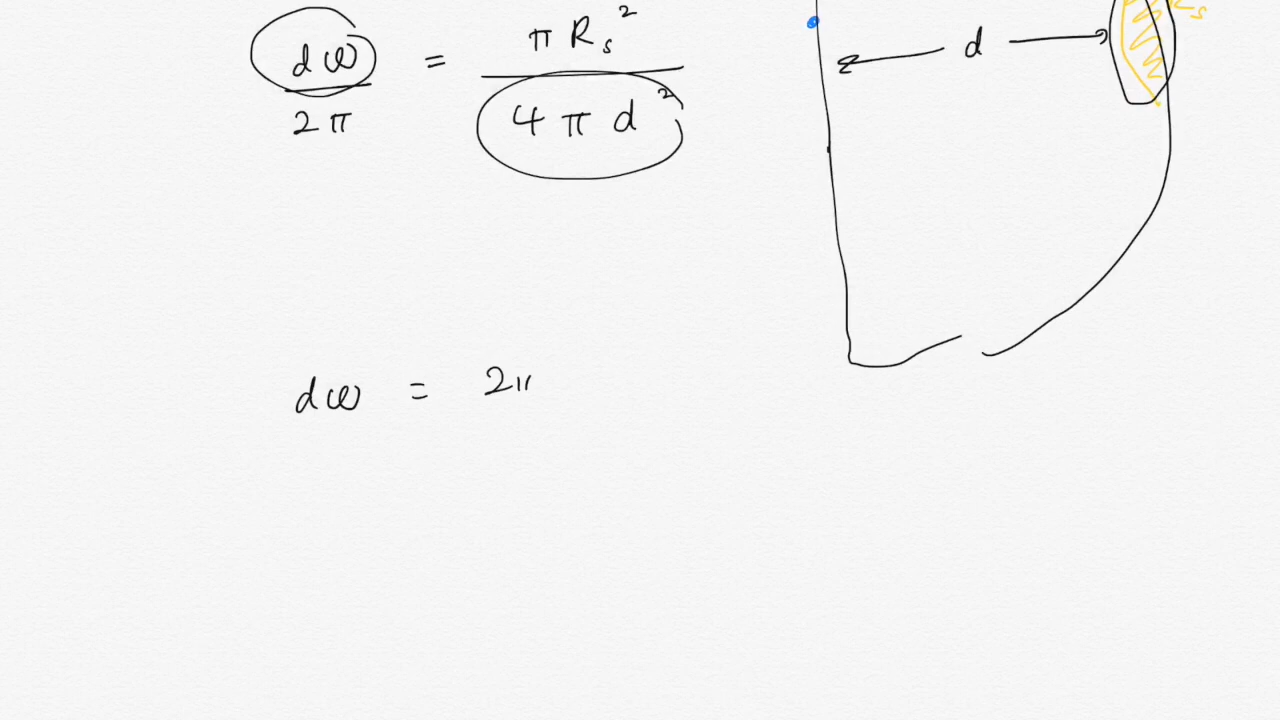 dω / 2π = πRₛ² / 4πd²
d
ₛ
dω = 2π